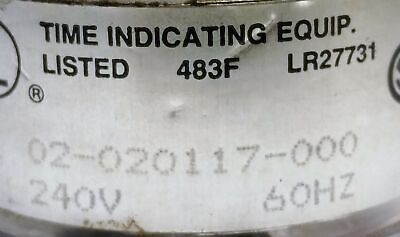 TIME INDICATING EQUIP.
LISTED 483F LR27731
®
02-020117-000
240V 60HZ